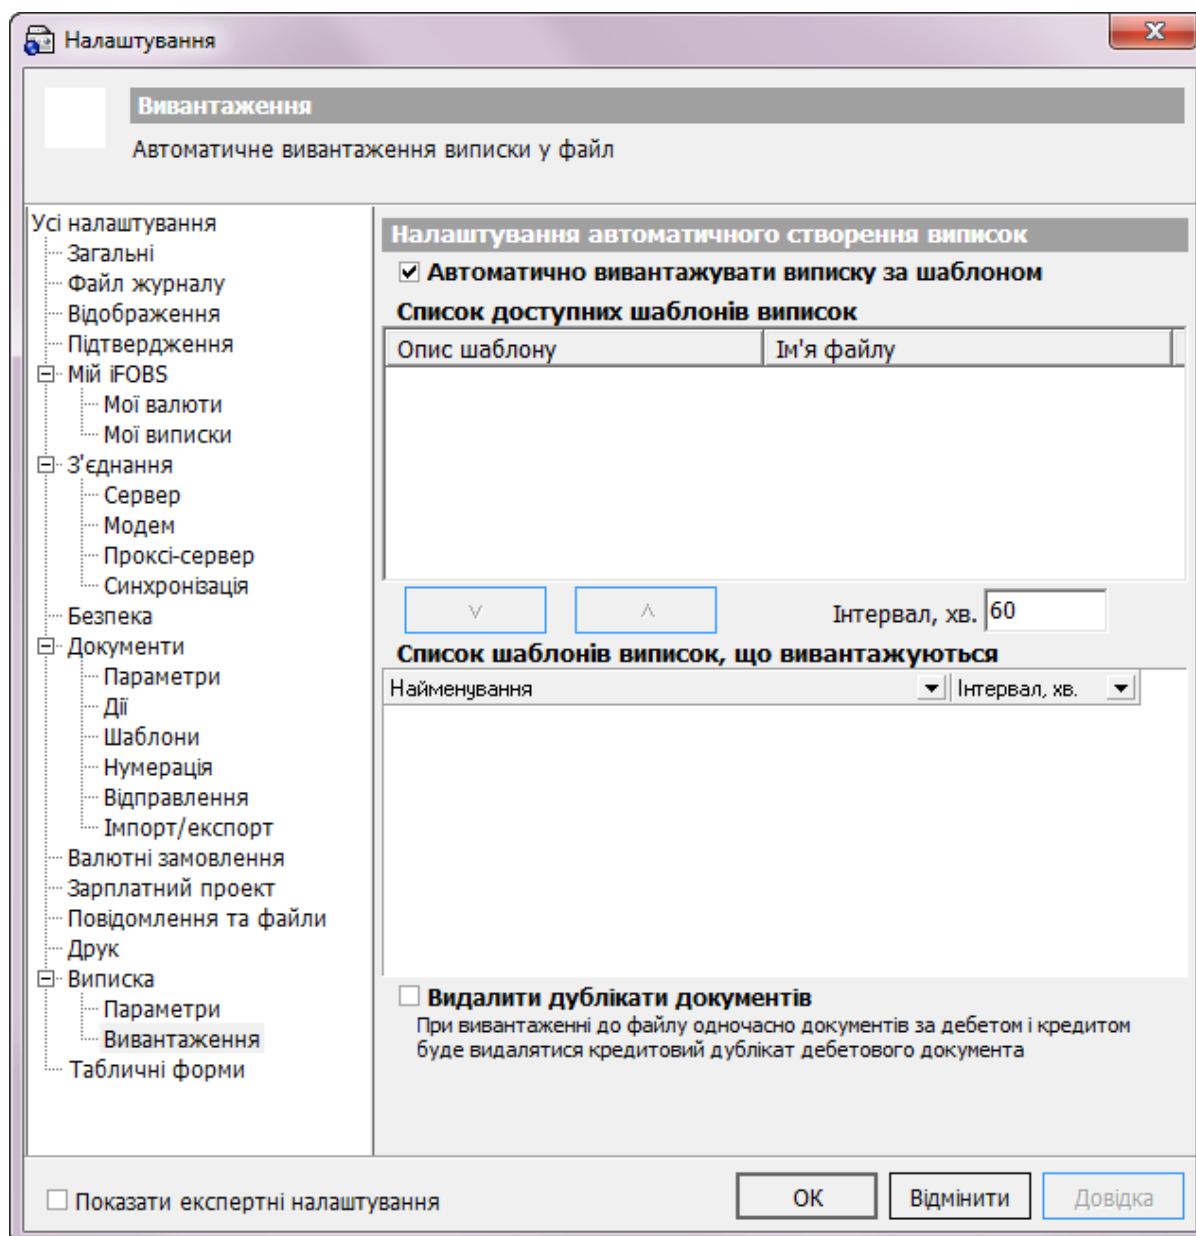 Налаштування
Вивантаження
Автоматичне вивантаження виписки у файл
Усі налаштування
Загальні
Файл журналу
Відображення
Підтвердження
Мій iFOBS
Мої валюти
Мої виписки
З'єднання
Сервер
Модем
Проксі-сервер
Синхронізація
Безпека
Документи
Параметри
Дії
Шаблони
Нумерація
Відправлення
Імпорт/експорт
Валютні замовлення
Зарплатний проект
Повідомлення та файли
Друк
Виписка
Параметри
Вивантаження
Табличні форми
Налаштування автоматичного створення виписок
Автоматично вивантажувати виписку за шаблоном
Список доступних шаблонів виписок
Опис шаблону Ім'я файлу
Інтервал, хв. 60
Список шаблонів виписок, що вивантажуються
Найменування Інтервал, хв.
Видалити дублікати документів
При вивантаженні до файлу одночасно документів за дебетом і кредитом
буде видалятися кредитовий дублікат дебетового документа
Показати експертні налаштування
ОК Відмінити Довідка